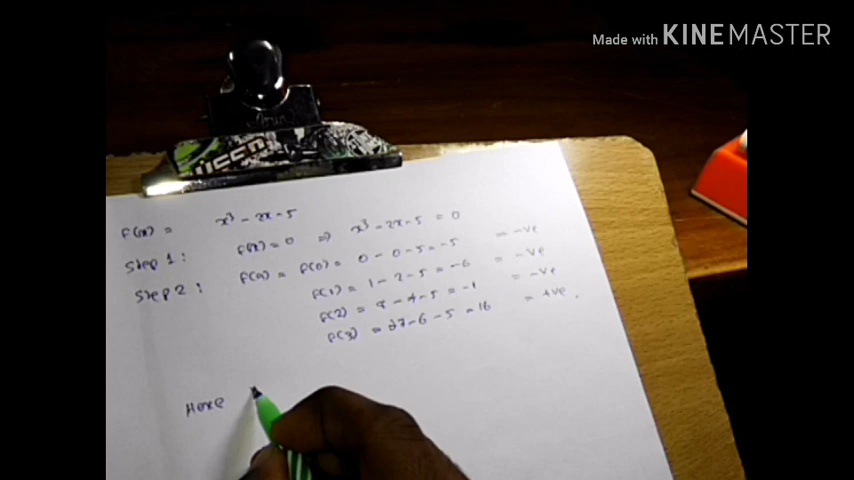 Made with KINEMASTER
UCCN
F(x) = x³ - 2x - 5
Step 1: F(x) = 0 ⇒ x³ - 2x - 5 = 0
Step 2: F(x) = F(0) = 0 - 0 - 5 = -5 = -ve
F(1) = 1 - 2 - 5 = -6 = -ve
F(2) = 8 - 4 - 5 = -1 = -ve
F(3) = 27 - 6 - 5 = 16 = +ve.
Here